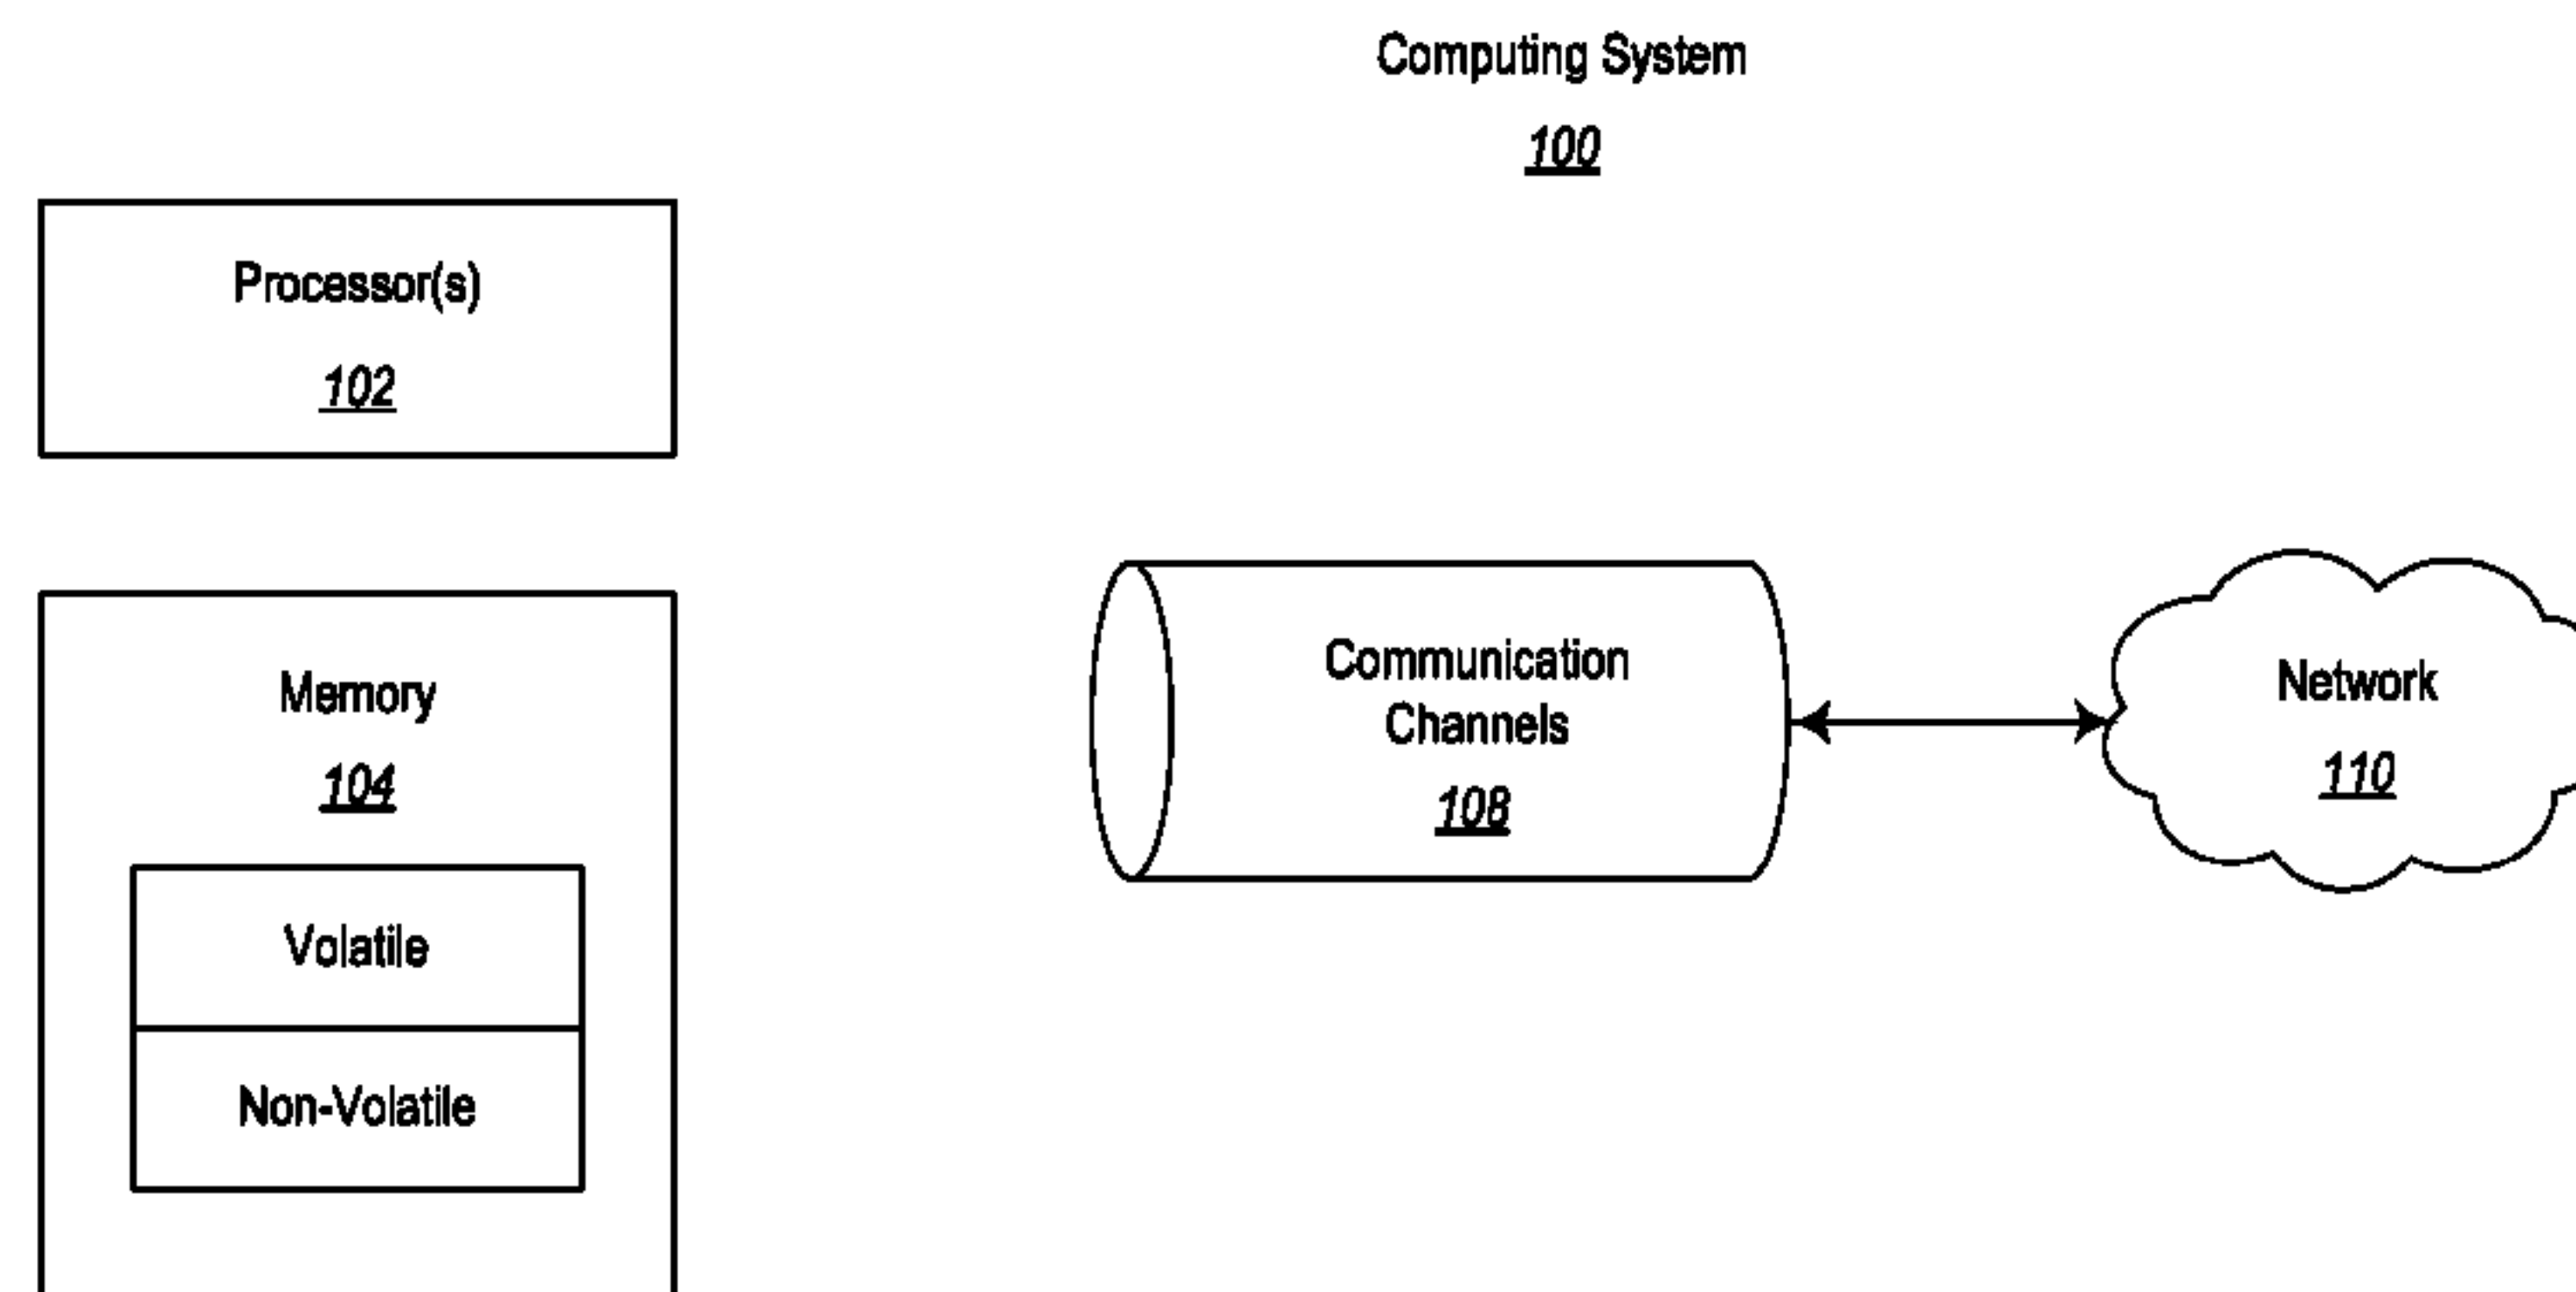 Computing System
100
Processor(s)
102
Memory
104
Volatile
Non-Volatile
Communication
Channels
108
Network
110